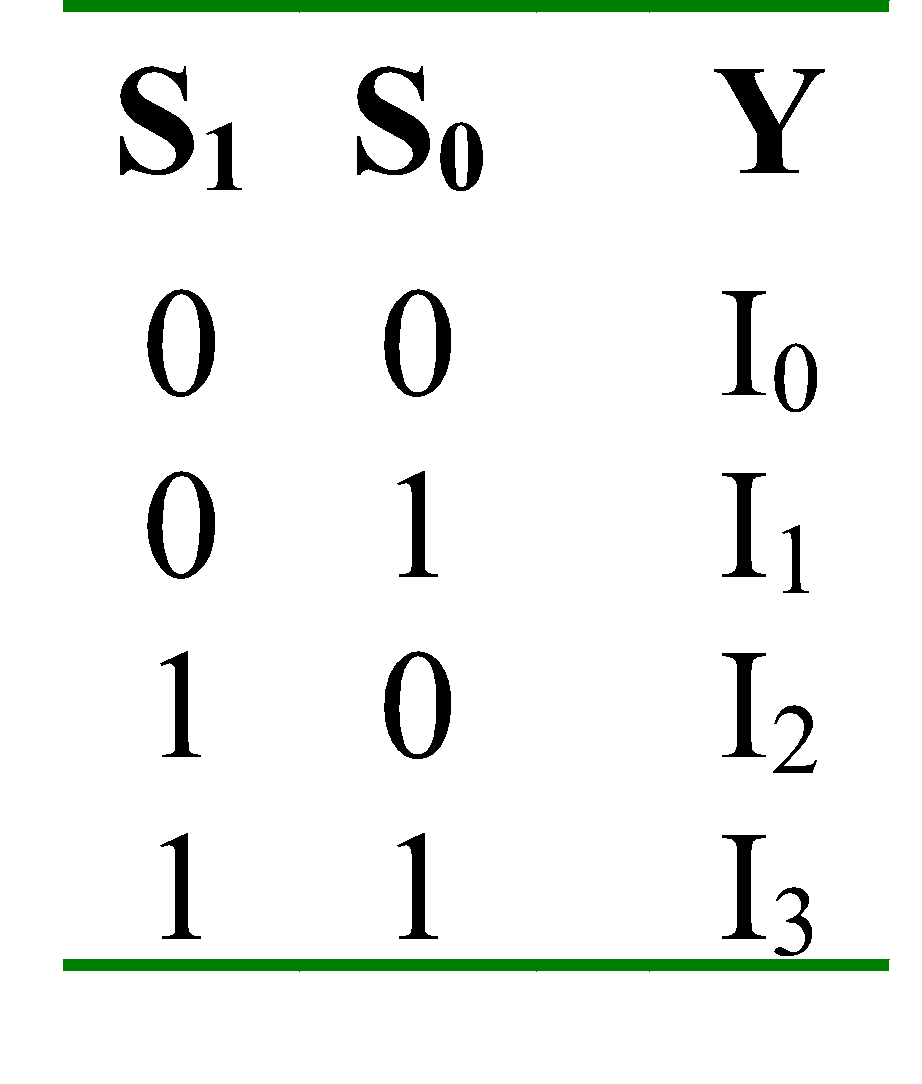 S₁ S₀ Y
0 0 I₀
0 1 I₁
1 0 I₂
1 1 I₃